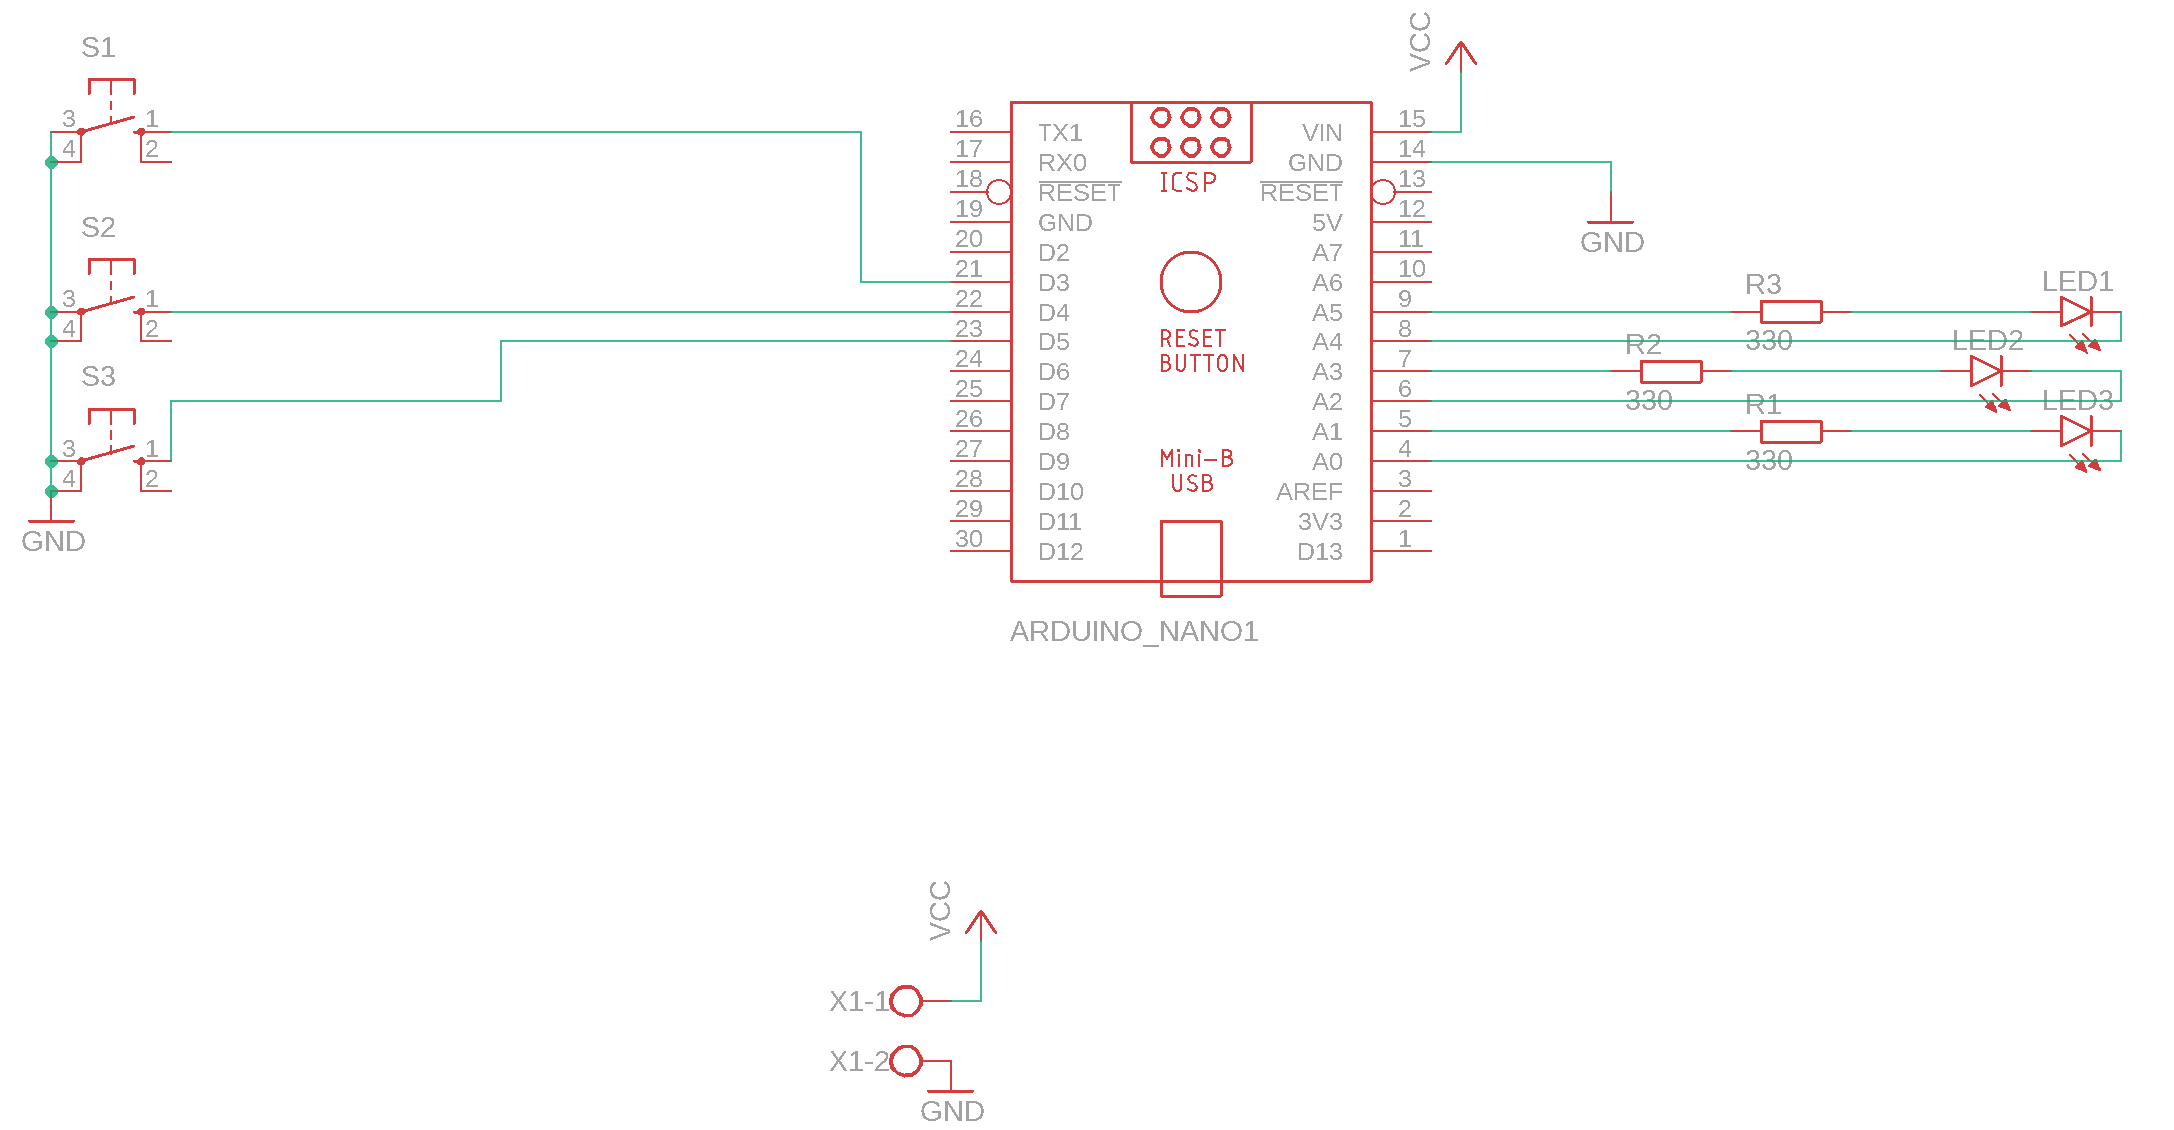 S1
3
1
4
2
S2
3
1
4
2
S3
3
1
4
2
GND
VCC
16
TX1
VIN
15
17
RX0
GND
14
18
RESET
RESET
13
19
GND
5V
12
20
D2
A7
11
21
D3
A6
10
22
D4
A5
9
23
D5
A4
8
24
D6
A3
7
25
D7
A2
6
26
D8
A1
5
27
D9
A0
4
28
D10
AREF
3
29
D11
3V3
2
30
D12
D13
1
ICSP
RESET
BUTTON
Mini-B
USB
ARDUINO_NANO1
GND
R3
330
LED1
R2
330
LED2
R1
330
LED3
VCC
X1-1
X1-2
GND